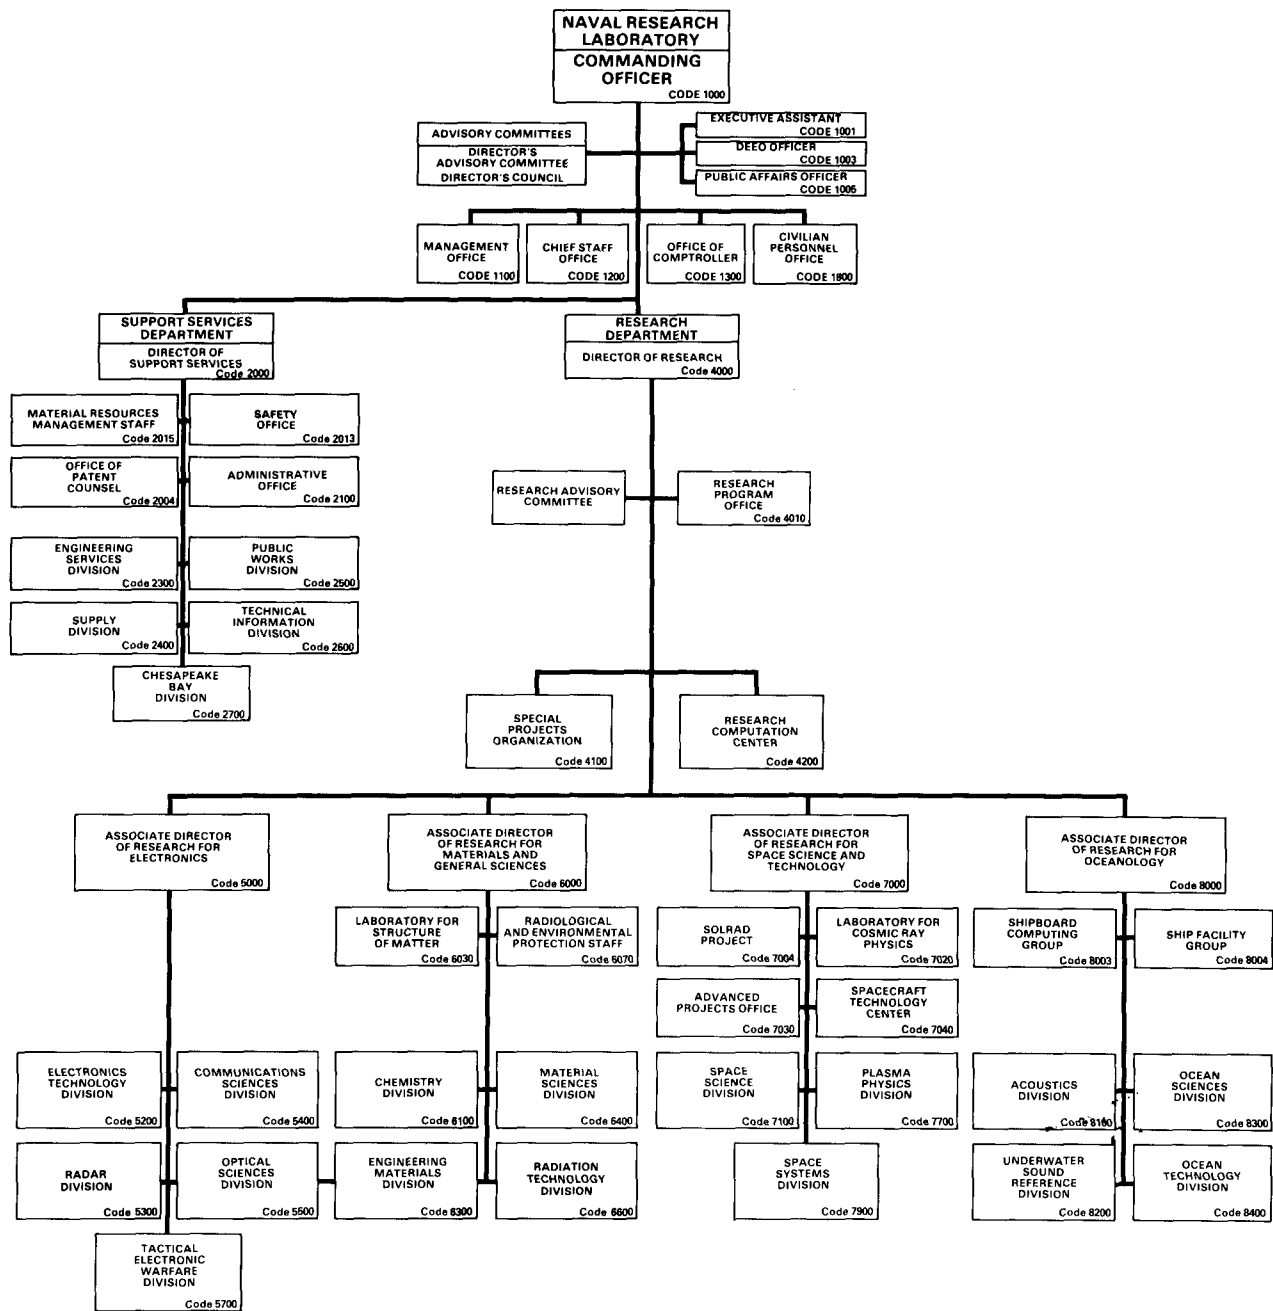 NAVAL RESEARCH
LABORATORY
COMMANDING
OFFICER
CODE 1000
ADVISORY COMMITTEES
DIRECTOR'S
ADVISORY COMMITTEE
DIRECTOR'S COUNCIL
EXECUTIVE ASSISTANT
CODE 1001
DEEO OFFICER
CODE 1003
PUBLIC AFFAIRS OFFICER
CODE 1005
MANAGEMENT
OFFICE
CODE 1100
CHIEF STAFF
OFFICE
CODE 1200
OFFICE OF
COMPTROLLER
CODE 1300
CIVILIAN
PERSONNEL
OFFICE
CODE 1800
SUPPORT SERVICES
DEPARTMENT
DIRECTOR OF
SUPPORT SERVICES
Code 2000
RESEARCH
DEPARTMENT
DIRECTOR OF RESEARCH
Code 4000
MATERIAL RESOURCES
MANAGEMENT STAFF
Code 2015
SAFETY
OFFICE
Code 2013
OFFICE OF
PATENT
COUNSEL
Code 2004
ADMINISTRATIVE
OFFICE
Code 2100
RESEARCH ADVISORY
COMMITTEE
RESEARCH
PROGRAM
OFFICE
Code 4010
ENGINEERING
SERVICES
DIVISION
Code 2300
PUBLIC
WORKS
DIVISION
Code 2500
SUPPLY
DIVISION
Code 2400
TECHNICAL
INFORMATION
DIVISION
Code 2600
CHESAPEAKE
BAY
DIVISION
Code 2700
SPECIAL
PROJECTS
ORGANIZATION
Code 4100
RESEARCH
COMPUTATION
CENTER
Code 4200
ASSOCIATE DIRECTOR
OF RESEARCH FOR
ELECTRONICS
Code 5000
ASSOCIATE DIRECTOR
OF RESEARCH FOR
MATERIALS AND
GENERAL SCIENCES
Code 6000
ASSOCIATE DIRECTOR
OF RESEARCH FOR
SPACE SCIENCE AND
TECHNOLOGY
Code 7000
ASSOCIATE DIRECTOR
OF RESEARCH FOR
OCEANOLOGY
Code 8000
LABORATORY FOR
STRUCTURE
OF MATTER
Code 6030
RADIOLOGICAL
AND ENVIRONMENTAL
PROTECTION STAFF
Code 6070
SOLRAD
PROJECT
Code 7004
LABORATORY FOR
COSMIC RAY
PHYSICS
Code 7020
SHIPBOARD
COMPUTING
GROUP
Code 8003
SHIP FACILITY
GROUP
Code 8004
ADVANCED
PROJECTS OFFICE
Code 7030
SPACECRAFT
TECHNOLOGY
CENTER
Code 7040
ELECTRONICS
TECHNOLOGY
DIVISION
Code 5200
COMMUNICATIONS
SCIENCES
DIVISION
Code 5400
CHEMISTRY
DIVISION
Code 6100
MATERIAL
SCIENCES
DIVISION
Code 6400
SPACE
SCIENCE
DIVISION
Code 7100
PLASMA
PHYSICS
DIVISION
Code 7700
ACOUSTICS
DIVISION
Code 8100
OCEAN
SCIENCES
DIVISION
Code 8300
RADAR
DIVISION
Code 5300
OPTICAL
SCIENCES
DIVISION
Code 5500
ENGINEERING
MATERIALS
DIVISION
Code 6300
RADIATION
TECHNOLOGY
DIVISION
Code 6600
SPACE
SYSTEMS
DIVISION
Code 7900
UNDERWATER
SOUND
REFERENCE
DIVISION
Code 8200
OCEAN
TECHNOLOGY
DIVISION
Code 8400
TACTICAL
ELECTRONIC
WARFARE
DIVISION
Code 5700